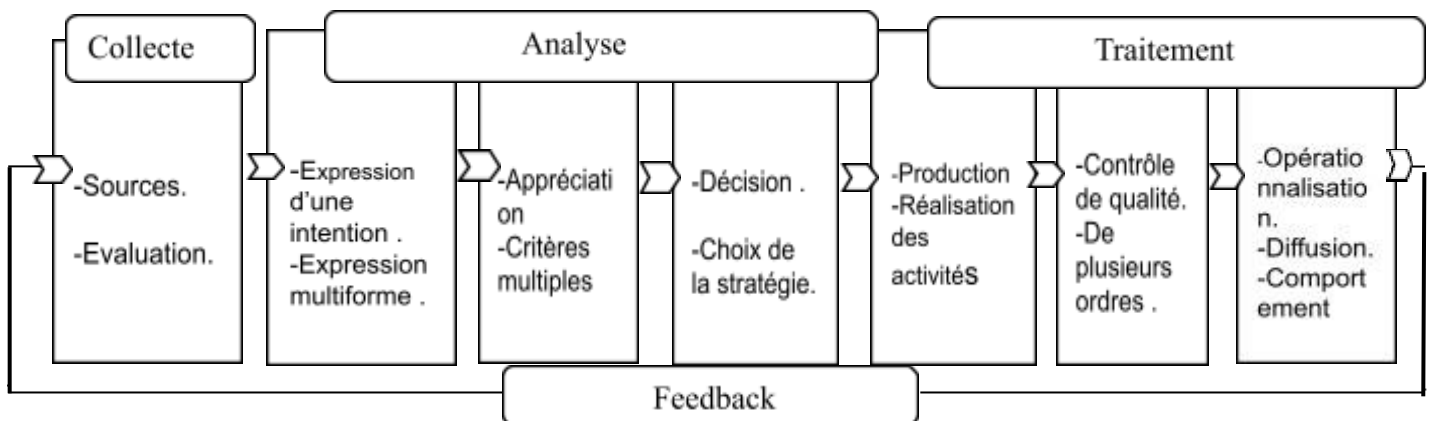 Collecte
Analyse
Traitement
-Sources.
-Evaluation.
-Expression
d'une
intention .
-Expression
multiforme .
-Appréciati
on
-Critères
multiples
-Décision .
-Choix de
la stratégie.
-Production
-Réalisation
des
activités
-Contrôle
de qualité.
-De
plusieurs
ordres .
-Opératio
nnalisatio
n.
-Diffusion.
-Comport
ement
Feedback